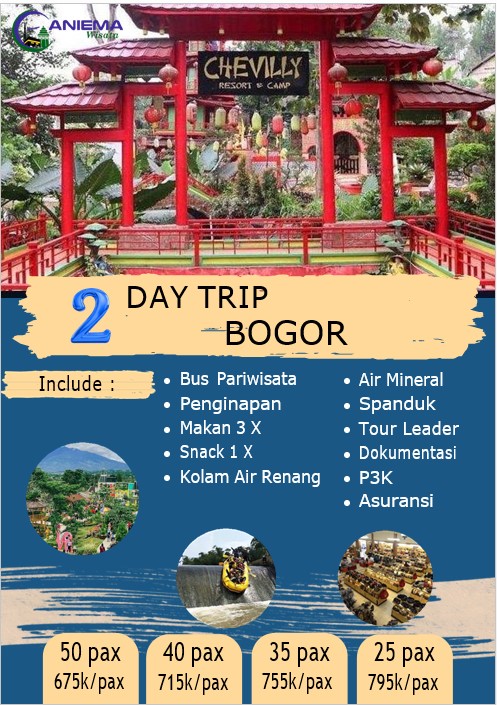 CANIEMA
Wisata
CHEVILLY
RESORT & CAMP
2 DAY TRIP
BOGOR
Include :
Bus Pariwisata
Penginapan
Makan 3 X
Snack 1 X
Kolam Air Renang
Air Mineral
Spanduk
Tour Leader
Dokumentasi
P3K
Asuransi
50 pax
675k/pax
40 pax
715k/pax
35 pax
755k/pax
25 pax
795k/pax